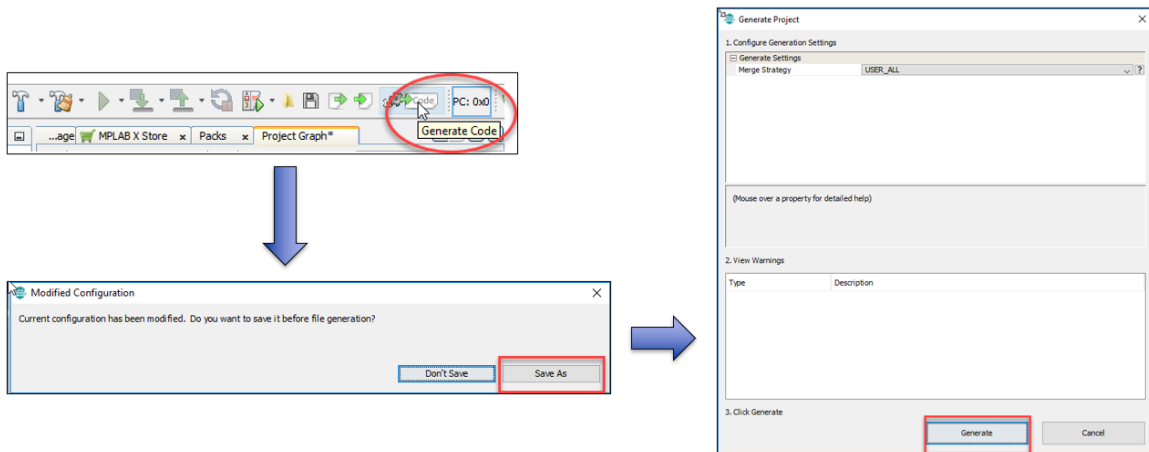 Code
PC: 0x0
Generate Code
...age
MPLAB X Store x
Packs x
Project Graph*
Modified Configuration
Current configuration has been modified. Do you want to save it before file generation?
Don't Save
Save As
Generate Project
1. Configure Generation Settings
Generate Settings
Merge Strategy
USER_ALL
?
(Mouse over a property for detailed help)
2. View Warnings
Type
Description
3. Click Generate
Generate
Cancel